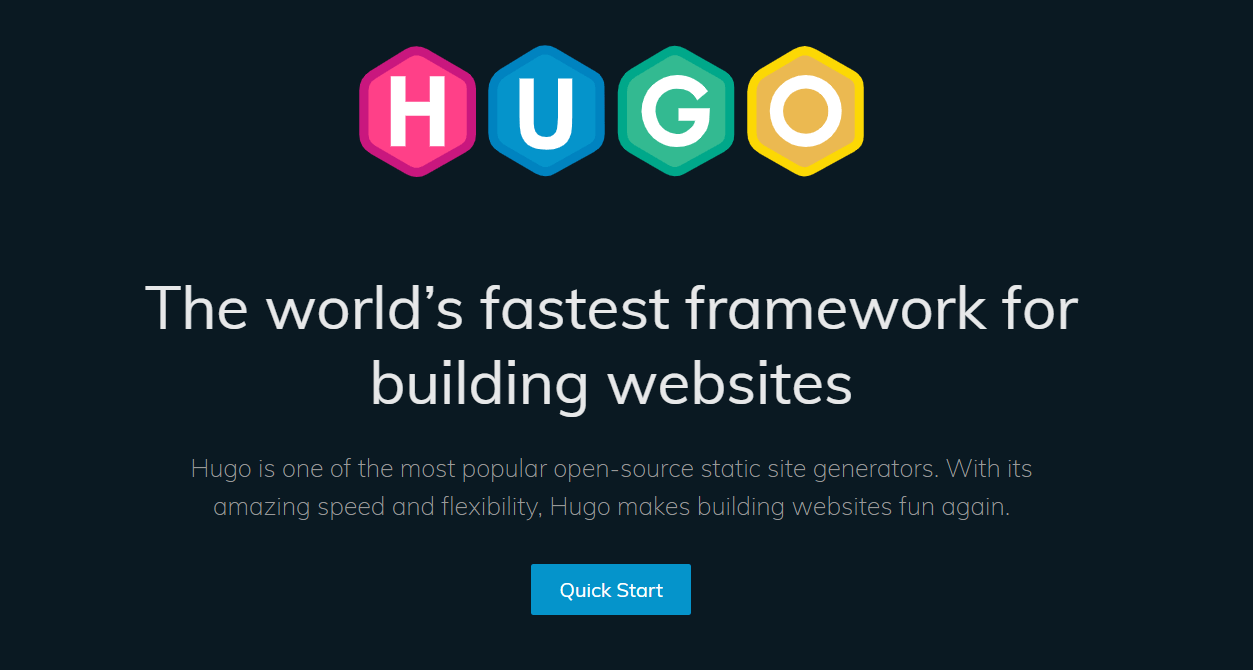 HUGO
The world’s fastest framework for
building websites
Hugo is one of the most popular open-source static site generators. With its
amazing speed and flexibility, Hugo makes building websites fun again.
Quick Start